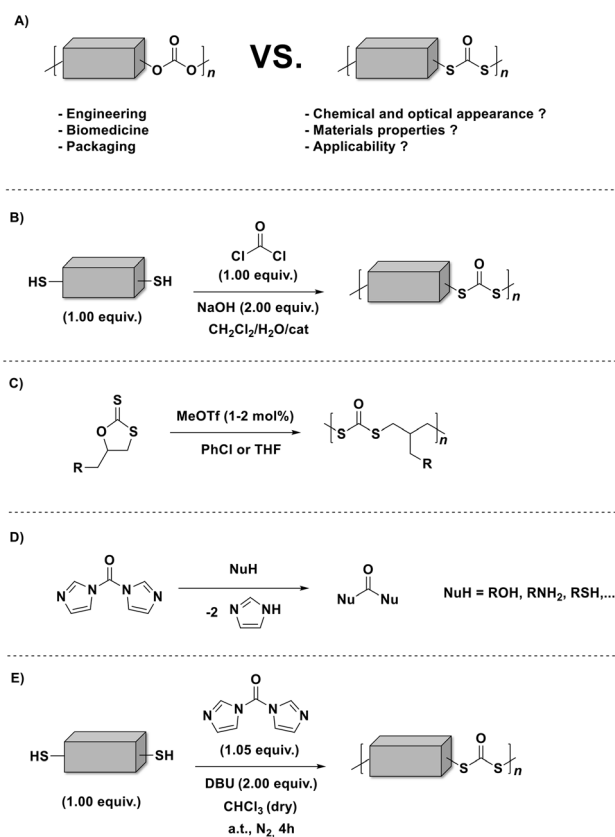 A)
O
O O
n
VS.
O
S S
n
- Engineering
- Biomedicine
- Packaging
- Chemical and optical appearance ?
- Materials properties ?
- Applicability ?
B)
HS SH
(1.00 equiv.)
O
Cl Cl
(1.00 equiv.)
NaOH (2.00 equiv.)
CH2Cl2/H2O/cat
O
S S
n
C)
S
O S
R
MeOTf (1-2 mol%)
PhCl or THF
O
S S
n
R
D)
O
N N N N
NuH
-2 N NH
O
Nu Nu
NuH = ROH, RNH2, RSH,...
E)
HS SH
(1.00 equiv.)
O
N N N N
(1.05 equiv.)
DBU (2.00 equiv.)
CHCl3 (dry)
a.t., N2, 4h
O
S S
n